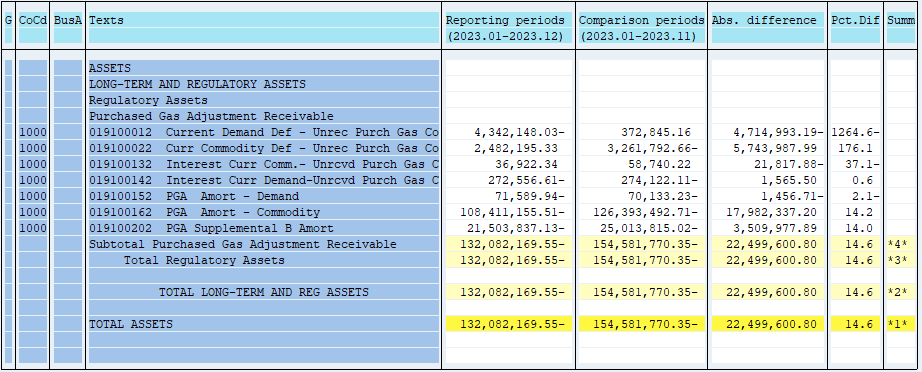 G CoCd BusA Texts Reporting periods Comparison periods Abs. difference Pct.Dif Summ
(2023.01-2023.12) (2023.01-2023.11)
ASSETS
LONG-TERM AND REGULATORY ASSETS
Regulatory Assets
Purchased Gas Adjustment Receivable
1000 019100012 Current Demand Def - Unrec Purch Gas Co 4,342,148.03- 372,845.16 4,714,993.19- 1264.6-
1000 019100022 Curr Commodity Def - Unrec Purch Gas Co 2,482,195.33 3,261,792.66- 5,743,987.99 176.1
1000 019100132 Interest Curr Comm.- Unrcvd Purch Gas C 36,922.34 58,740.22 21,817.88- 37.1-
1000 019100142 Interest Curr Demand-Unrcvd Purch Gas C 272,556.61- 274,122.11- 1,565.50 0.6
1000 019100152 PGA Amort - Demand 71,589.94- 70,133.23- 1,456.71- 2.1-
1000 019100162 PGA Amort - Commodity 108,411,155.51- 126,393,492.71- 17,982,337.20 14.2
1000 019100202 PGA Supplemental B Amort 21,503,837.13- 25,013,815.02- 3,509,977.89 14.0
Subtotal Purchased Gas Adjustment Receivable 132,082,169.55- 154,581,770.35- 22,499,600.80 14.6 *4*
Total Regulatory Assets 132,082,169.55- 154,581,770.35- 22,499,600.80 14.6 *3*
TOTAL LONG-TERM AND REG ASSETS 132,082,169.55- 154,581,770.35- 22,499,600.80 14.6 *2*
TOTAL ASSETS 132,082,169.55- 154,581,770.35- 22,499,600.80 14.6 *1*